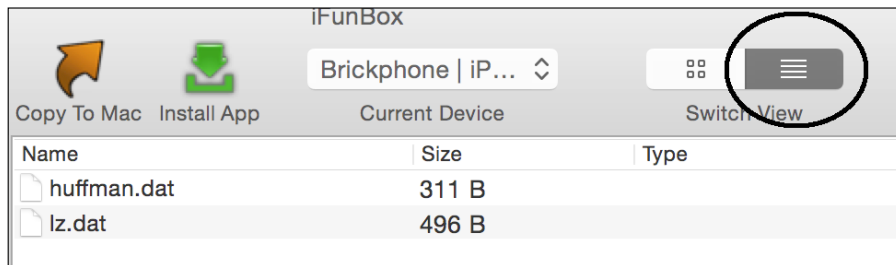 iFunBox
Brickphone | iP...
Copy To Mac Install App Current Device Switch View
Name Size Type
huffman.dat 311 B
lz.dat 496 B